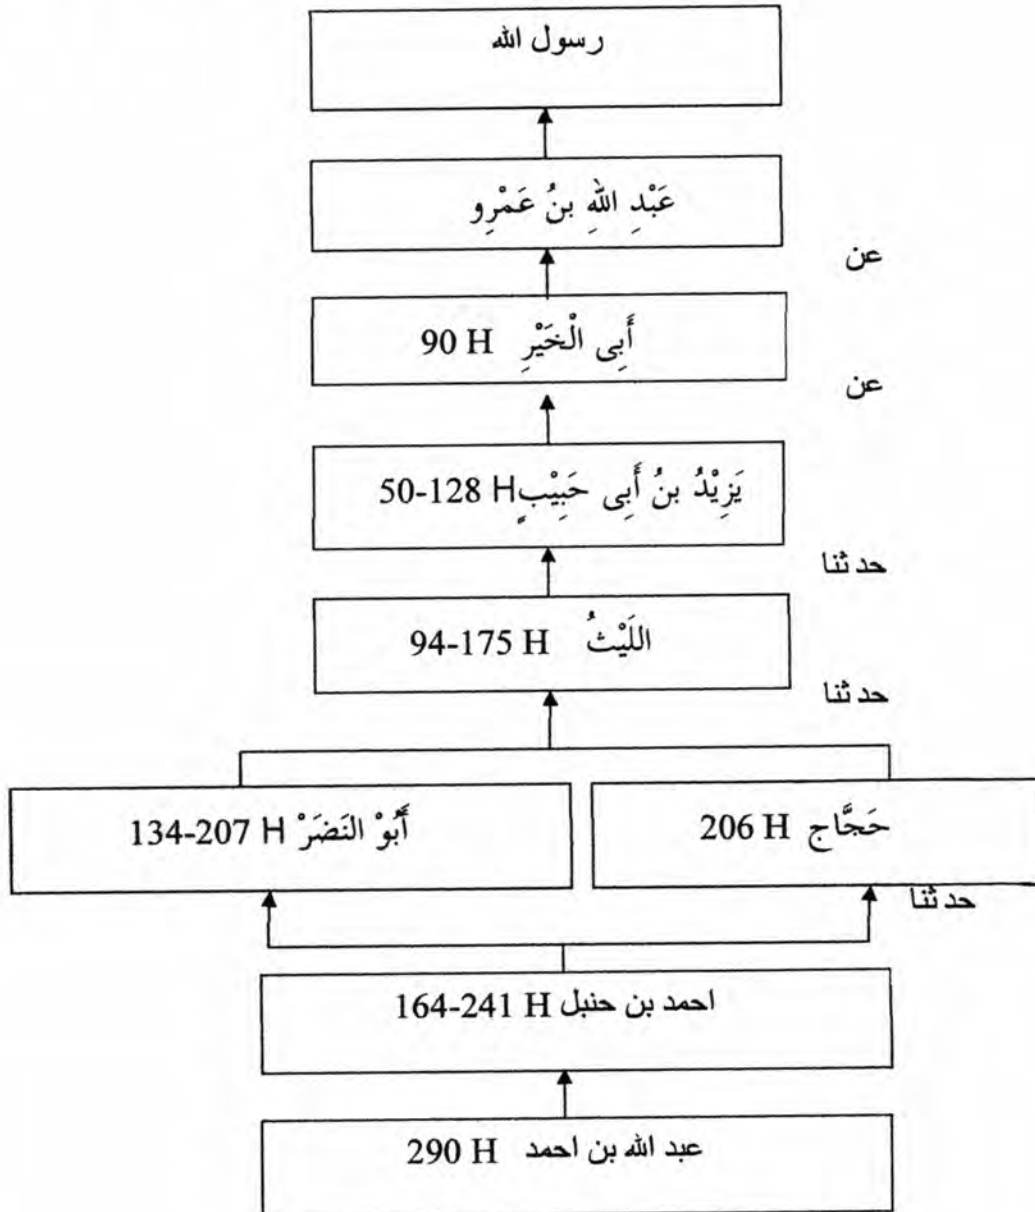 رسول الله
عَبْدِ اللهِ بنُ عَمْرِو
عن
أَبِى الْخَيْرِ 90 H
عن
يَزِيْدُ بنُ أَبِى حَبِيْبٍ 50-128 H
حدثنا
اللَيْثُ 94-175 H
حدثنا
أَبُوْ النَضَرْ 134-207 H
حَجَّاج 206 H
حدثنا
احمد بن حنبل 164-241 H
عبد الله بن احمد 290 H